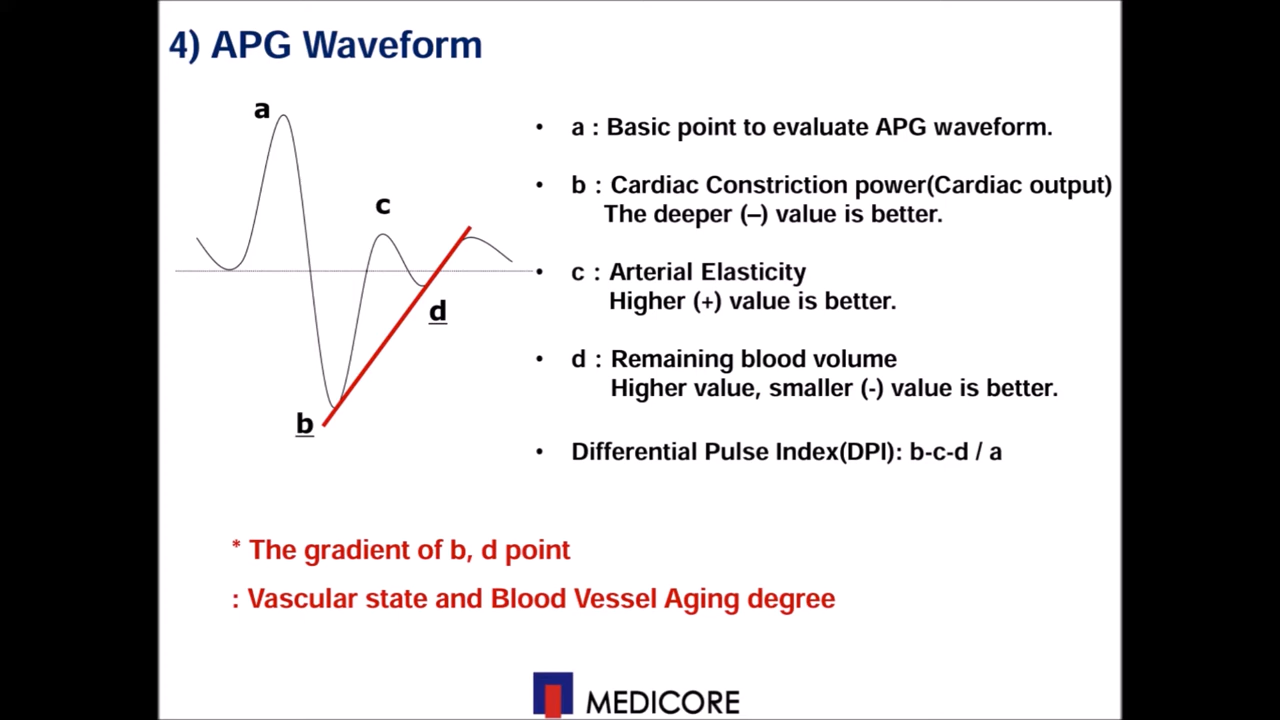 4) APG Waveform
a
c
d
b
• a : Basic point to evaluate APG waveform.
• b : Cardiac Constriction power(Cardiac output)
The deeper (–) value is better.
• c : Arterial Elasticity
Higher (+) value is better.
• d : Remaining blood volume
Higher value, smaller (-) value is better.
• Differential Pulse Index(DPI): b-c-d / a
* The gradient of b, d point
: Vascular state and Blood Vessel Aging degree
MEDICORE